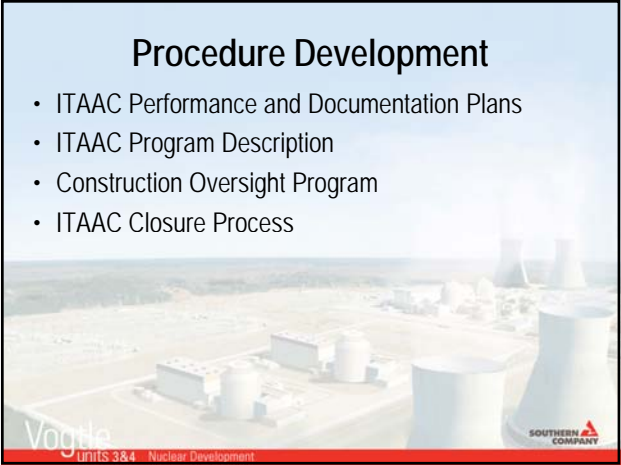 Procedure Development
• ITAAC Performance and Documentation Plans
• ITAAC Program Description
• Construction Oversight Program
• ITAAC Closure Process
Vogtle
units 3&4 Nuclear Development
SOUTHERN
COMPANY